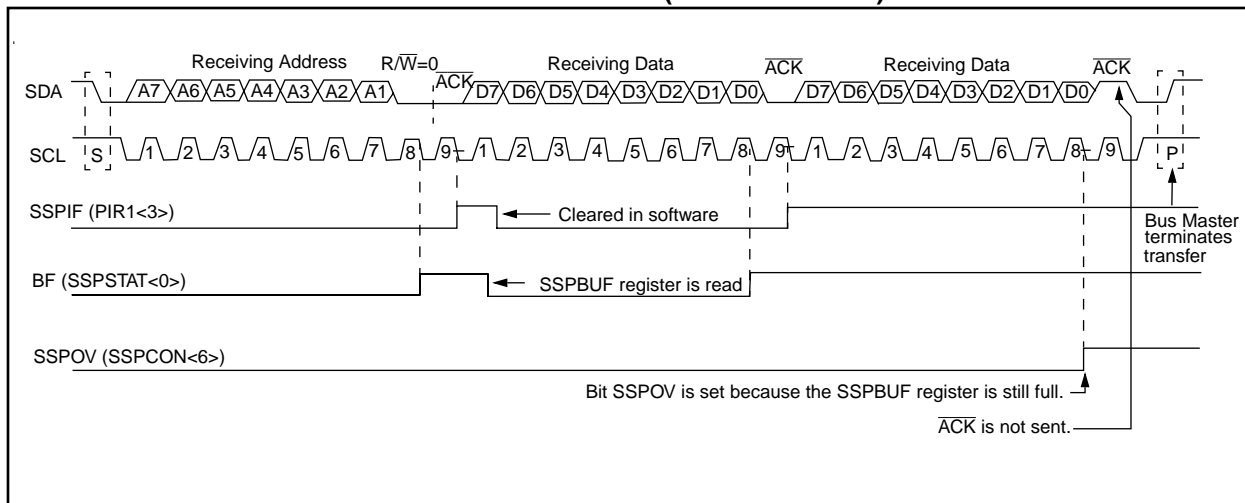 Receiving Address R/W̅=0 Receiving Data A̅C̅K̅ Receiving Data A̅C̅K̅
A̅C̅K̅
SDA A7 A6 A5 A4 A3 A2 A1 D7 D6 D5 D4 D3 D2 D1 D0 D7 D6 D5 D4 D3 D2 D1 D0
SCL S 1 2 3 4 5 6 7 8 9 1 2 3 4 5 6 7 8 9 1 2 3 4 5 6 7 8 9 P
SSPIF (PIR1<3>) Cleared in software
Bus Master
terminates
transfer
BF (SSPSTAT<0>) SSPBUF register is read
SSPOV (SSPCON<6>)
Bit SSPOV is set because the SSPBUF register is still full.
A̅C̅K̅ is not sent.